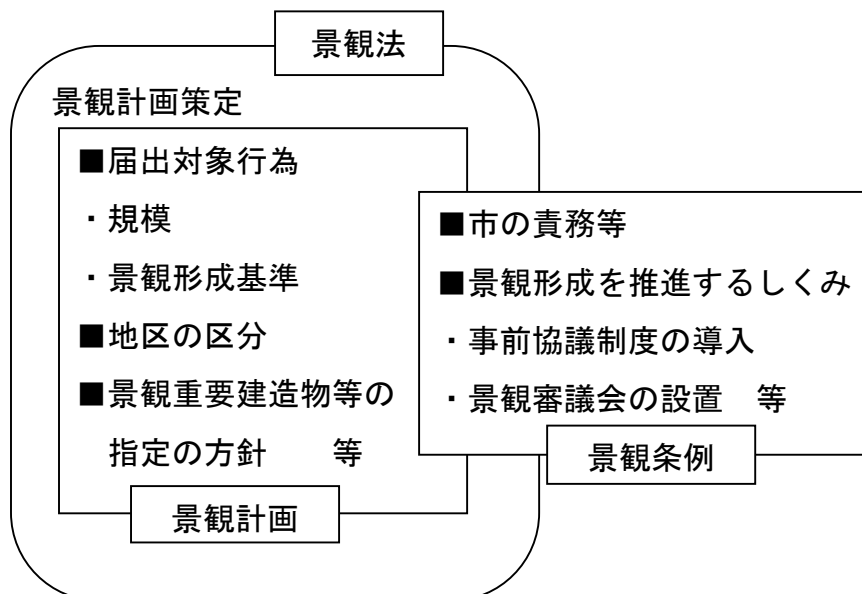 景観法
景観計画策定
■届出対象行為
・規模
・景観形成基準
■地区の区分
■景観重要建造物等の
指定の方針　　等
景観計画
■市の責務等
■景観形成を推進するしくみ
・事前協議制度の導入
・景観審議会の設置　等
景観条例